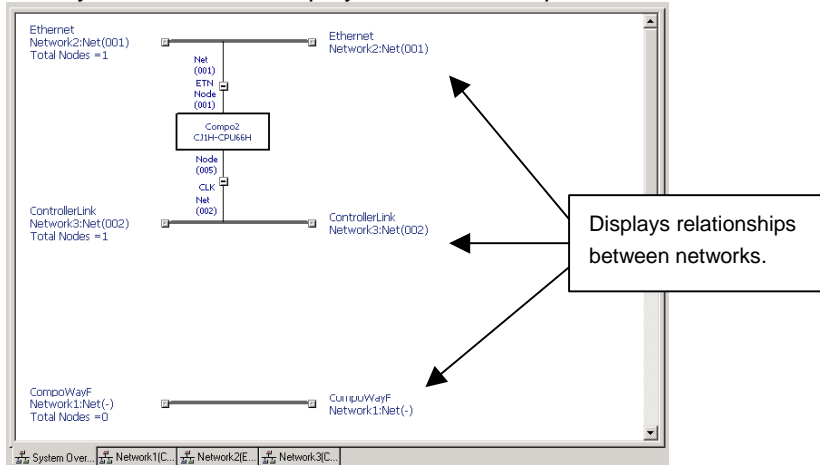 Ethernet
Network2:Net(001)
Total Nodes =1
Ethernet
Network2:Net(001)
Net
(001)
ETN
Node
(001)
Compo2
CJ1H-CPU66H
Node
(005)
CLK
Net
(002)
ControllerLink
Network3:Net(002)
Total Nodes =1
ControllerLink
Network3:Net(002)
Displays relationships
between networks.
CompoWayF
Network1:Net(-)
Total Nodes =0
CompoWayF
Network1:Net(-)
System Over... Network1(C... Network2(E... Network3(C...